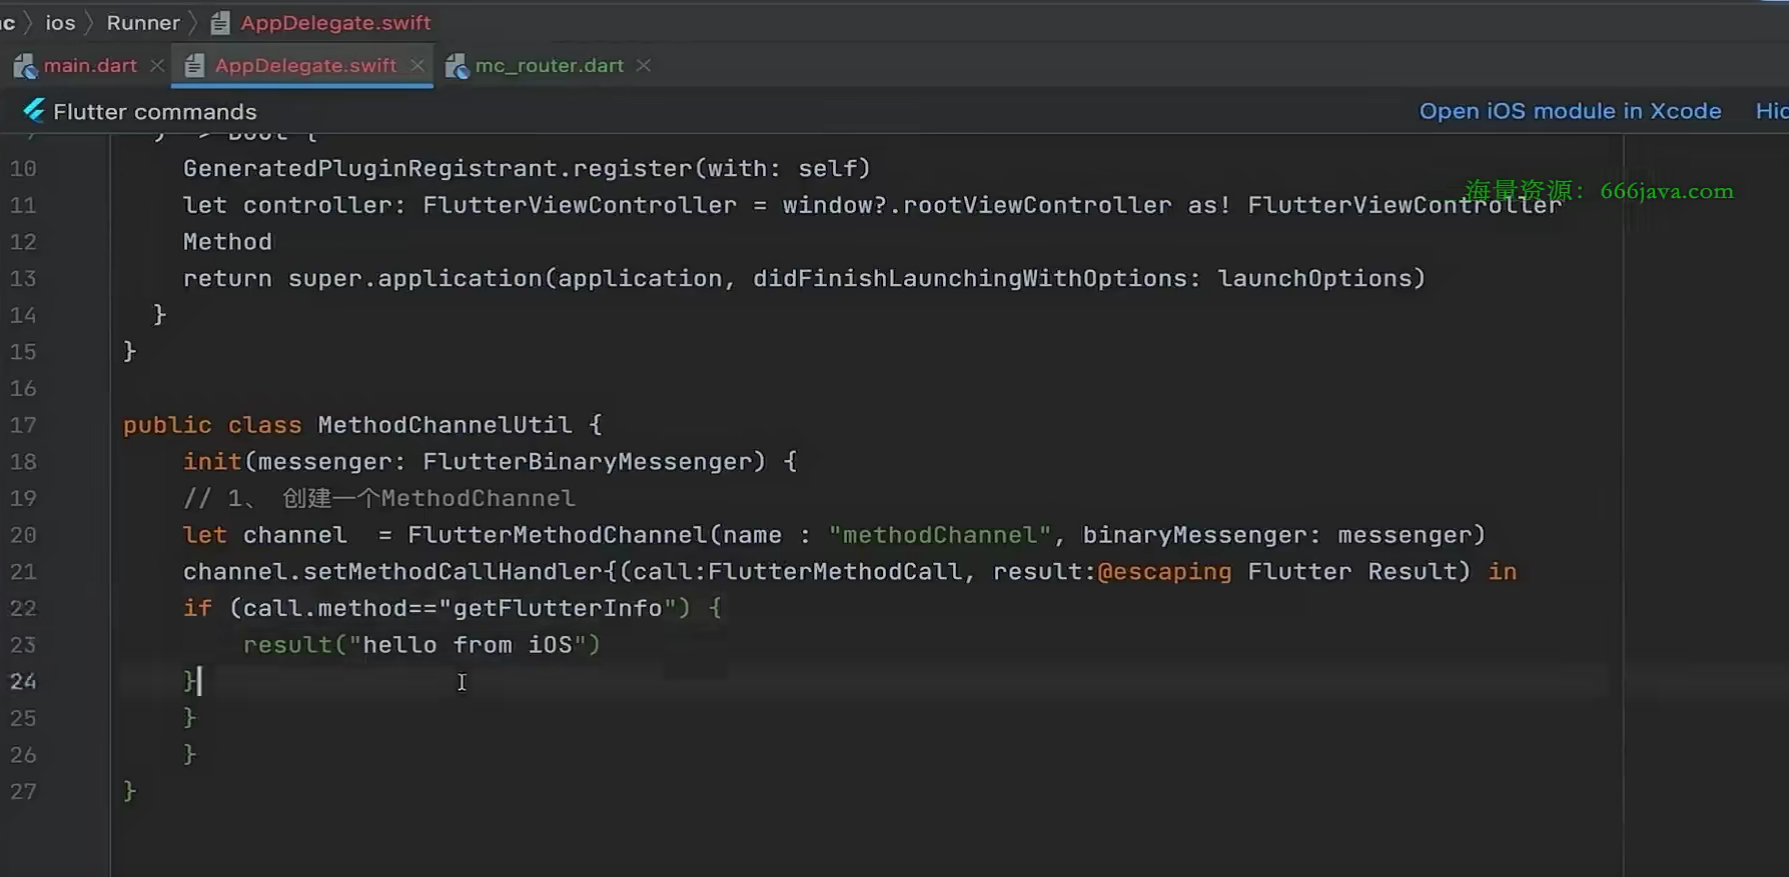 ios Runner AppDelegate.swift
main.dart AppDelegate.swift mc_router.dart
Flutter commands Open iOS module in Xcode
10 GeneratedPluginRegistrant.register(with: self)
海量资源：666java.com
11 let controller: FlutterViewController = window?.rootViewController as! FlutterViewController
12 Method
13 return super.application(application, didFinishLaunchingWithOptions: launchOptions)
14 }
15 }
16
17 public class MethodChannelUtil {
18 init(messenger: FlutterBinaryMessenger) {
19 // 1、 创建一个MethodChannel
20 let channel = FlutterMethodChannel(name : "methodChannel", binaryMessenger: messenger)
21 channel.setMethodCallHandler{(call:FlutterMethodCall, result:@escaping Flutter Result) in
22 if (call.method=="getFlutterInfo") {
23 result("hello from iOS")
24 }
25 }
26 }
27 }